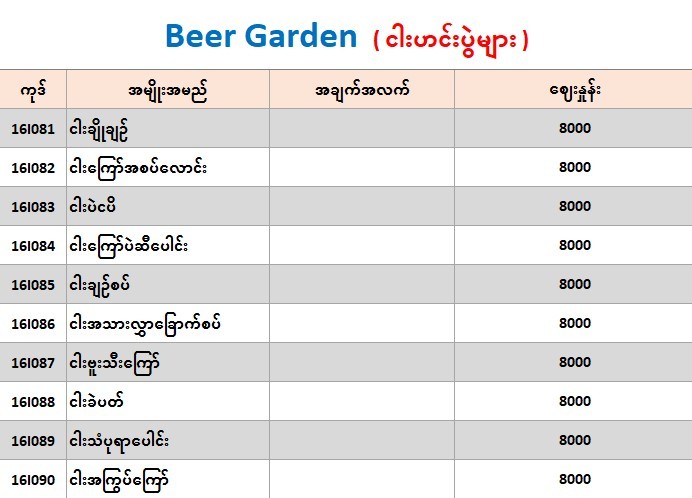 Beer Garden ( ငါးဟင်းပွဲများ )
ကုဒ် အမျိုးအမည် အချက်အလက် ဈေးနှုန်း
16I081 ငါးချိုချဉ် 8000
16I082 ငါးကြော်အစပ်လောင်း 8000
16I083 ငါးပဲငပိ 8000
16I084 ငါးကြော်ပဲဆီပေါင်း 8000
16I085 ငါးချဉ်စပ် 8000
16I086 ငါးအသားလွှာခြောက်စပ် 8000
16I087 ငါးဗူးသီးကြော် 8000
16I088 ငါးခဲပတ် 8000
16I089 ငါးသံပုရာပေါင်း 8000
16I090 ငါးအကြွပ်ကြော် 8000